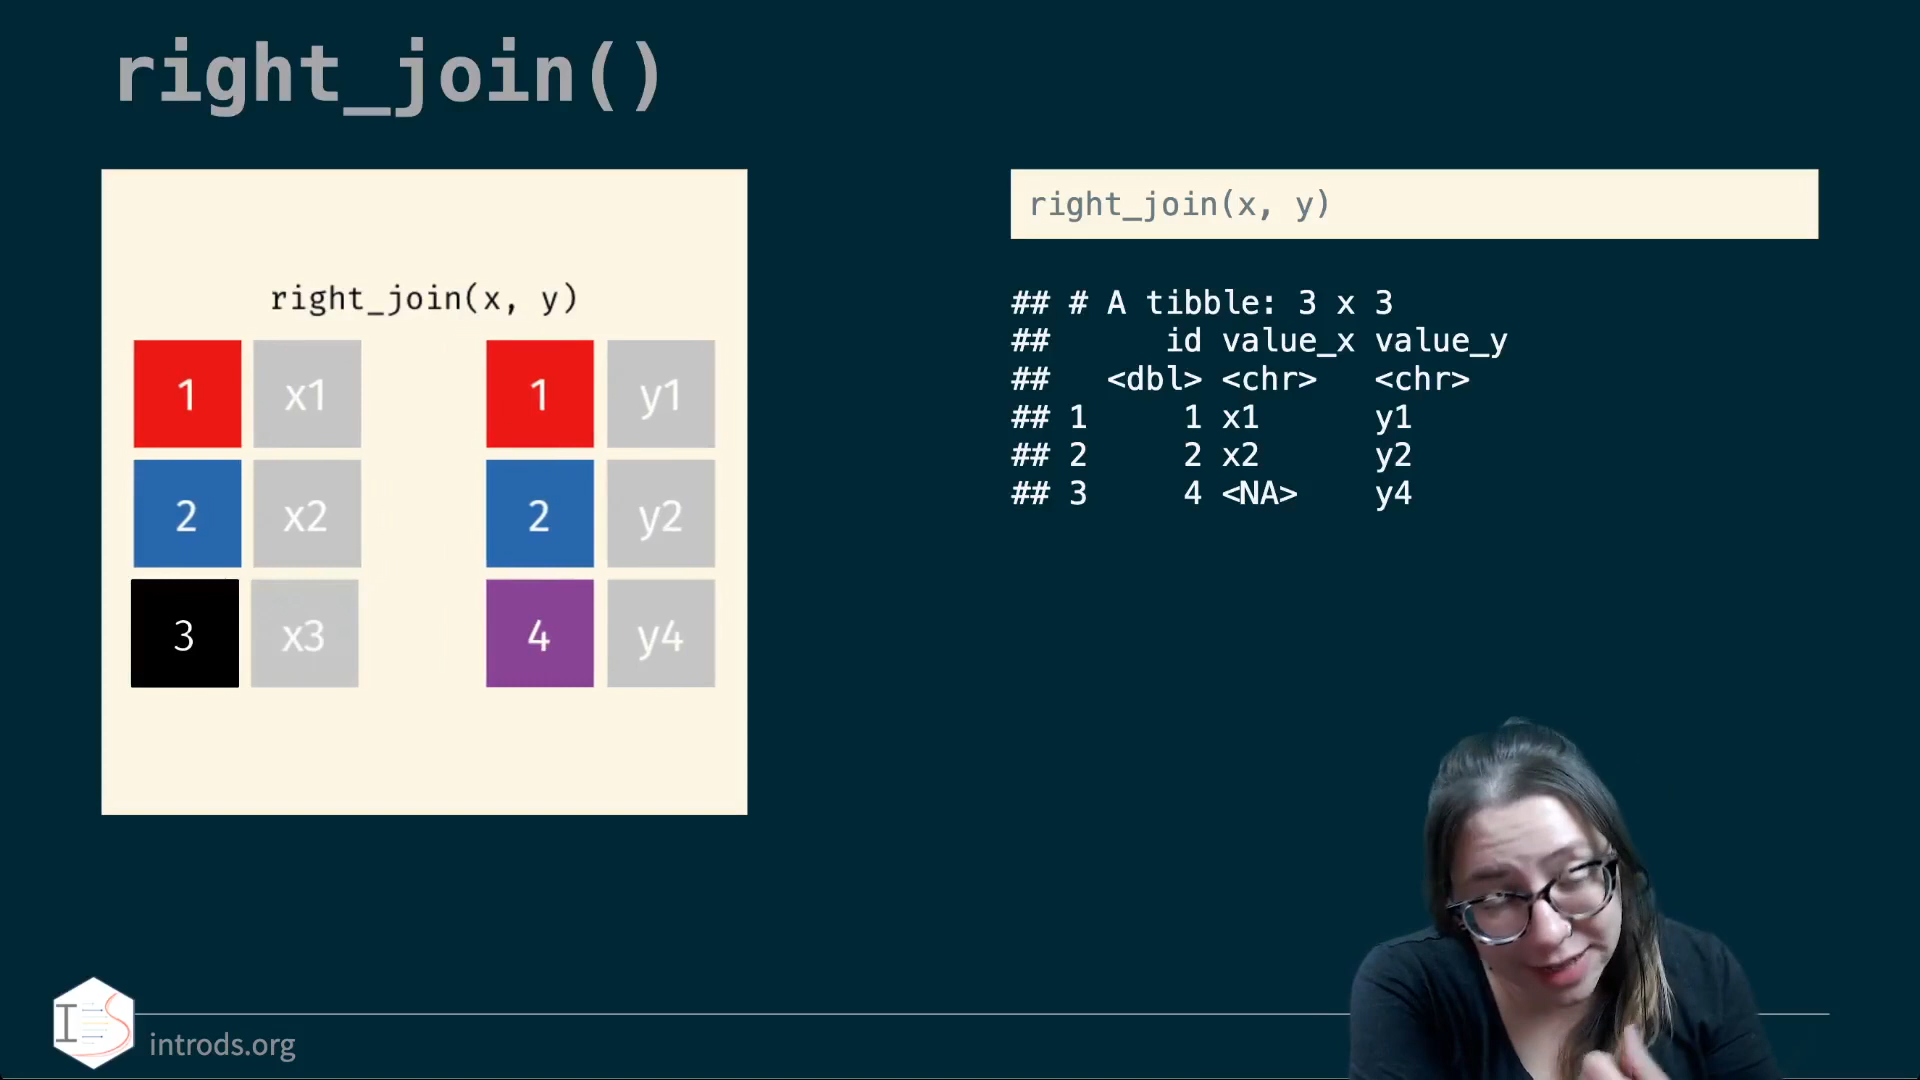 right_join()
right_join(x, y)
1 x1 1 y1
2 x2 2 y2
3 x3 4 y4
right_join(x, y)
## # A tibble: 3 x 3
##      id value_x value_y
##   <dbl> <chr>   <chr>
## 1     1 x1      y1
## 2     2 x2      y2
## 3     4 <NA>    y4
IS
introds.org